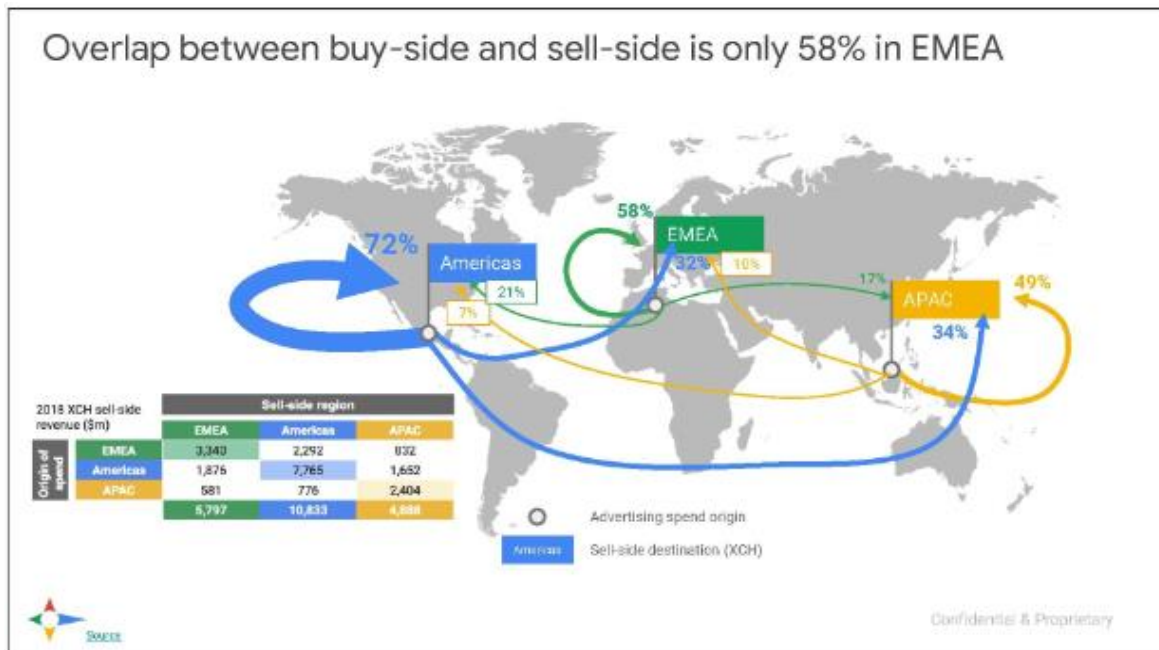 Overlap between buy-side and sell-side is only 58% in EMEA
72%
Americas
21%
7%
58%
EMEA
32%
10%
17%
APAC
49%
34%
2018 XCH sell-side
revenue ($m)
Sell-side region
EMEA Americas APAC
Origin of
spend
EMEA 3,340 2,292 832
Americas 1,876 7,765 1,652
APAC 581 776 2,404
5,797 10,833 4,888
Advertising spend origin
Americas Sell-side destination (XCH)
Source
Confidential & Proprietary